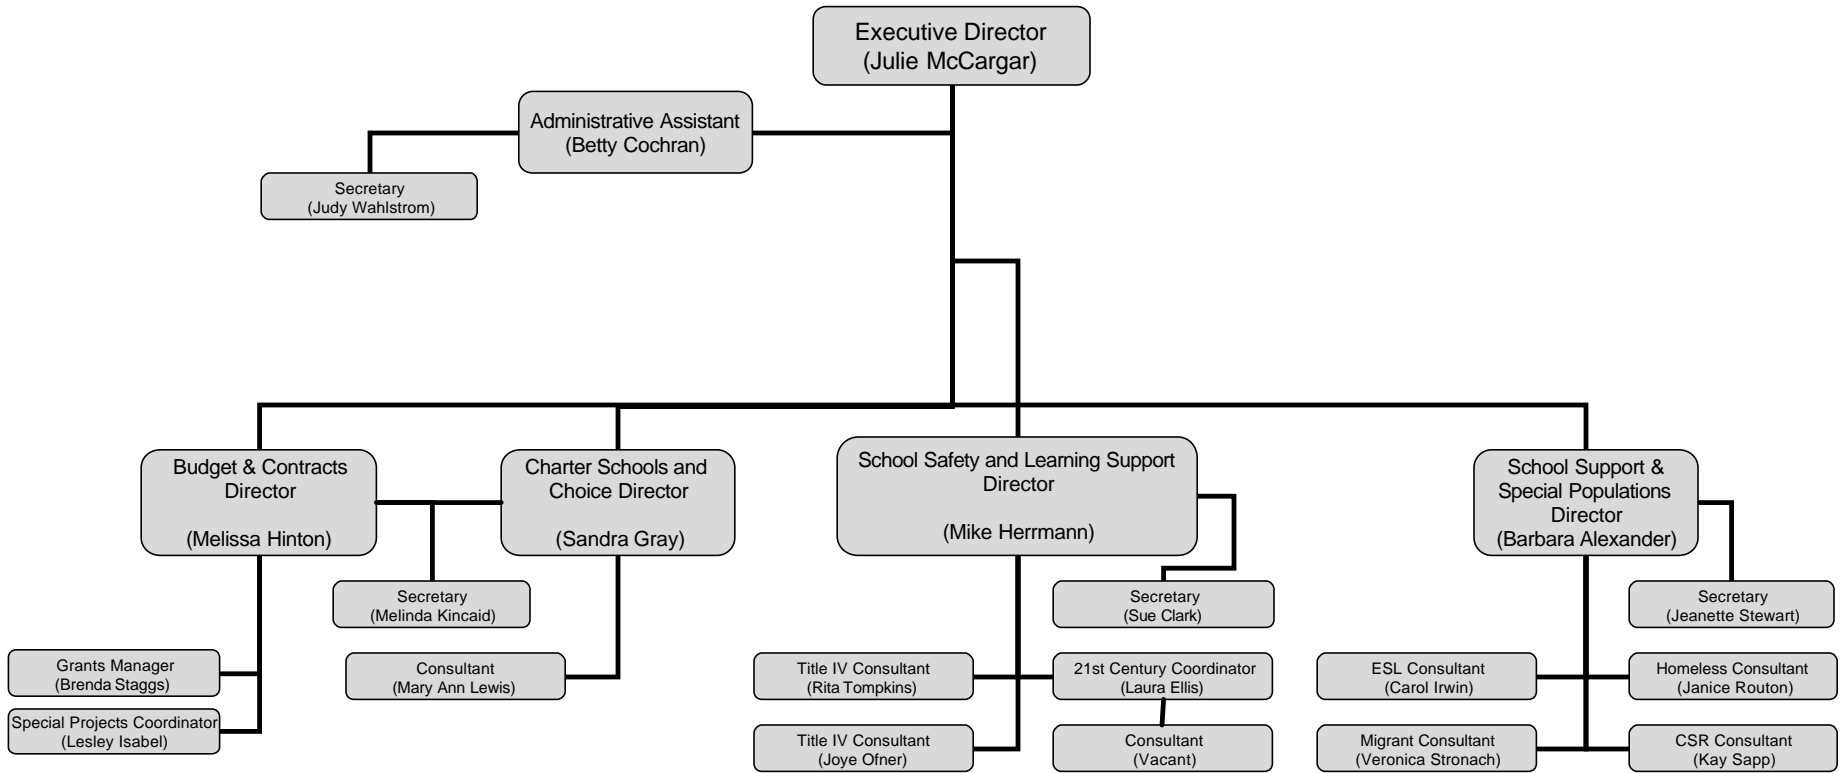 Executive Director
(Julie McCargar)
Administrative Assistant
(Betty Cochran)
Secretary
(Judy Wahlstrom)
Budget & Contracts
Director
(Melissa Hinton)
Charter Schools and
Choice Director
(Sandra Gray)
School Safety and Learning Support
Director
(Mike Herrmann)
School Support &
Special Populations
Director
(Barbara Alexander)
Secretary
(Melinda Kincaid)
Secretary
(Sue Clark)
Secretary
(Jeanette Stewart)
Grants Manager
(Brenda Staggs)
Consultant
(Mary Ann Lewis)
Title IV Consultant
(Rita Tompkins)
21st Century Coordinator
(Laura Ellis)
ESL Consultant
(Carol Irwin)
Homeless Consultant
(Janice Routon)
Special Projects Coordinator
(Lesley Isabel)
Title IV Consultant
(Joye Ofner)
Consultant
(Vacant)
Migrant Consultant
(Veronica Stronach)
CSR Consultant
(Kay Sapp)